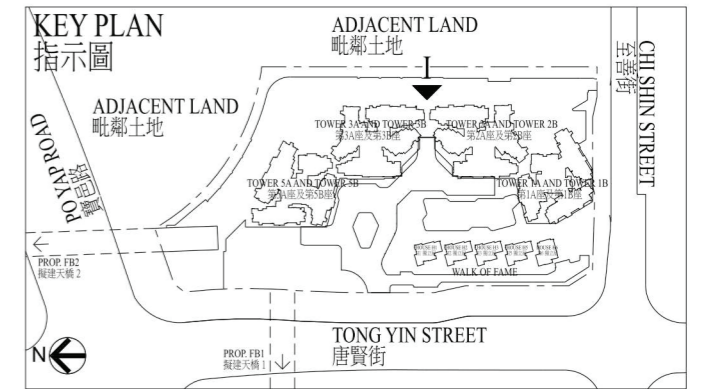 KEY PLAN
指示圖
ADJACENT LAND
毗鄰土地
I
ADJACENT LAND
毗鄰土地
CHI SHIN STREET
至善街
PO YAP ROAD
寶邑路
TOWER 3A AND TOWER 3B
第3A座及第3B座
TOWER 2A AND TOWER 2B
第2A座及第2B座
TOWER 5A AND TOWER 5B
第5A座及第5B座
TOWER 1A AND TOWER 1B
第1A座及第1B座
WALK OF FAME
PROP. FB2
擬建天橋 2
TONG YIN STREET
唐賢街
PROP. FB1
擬建天橋 1
N